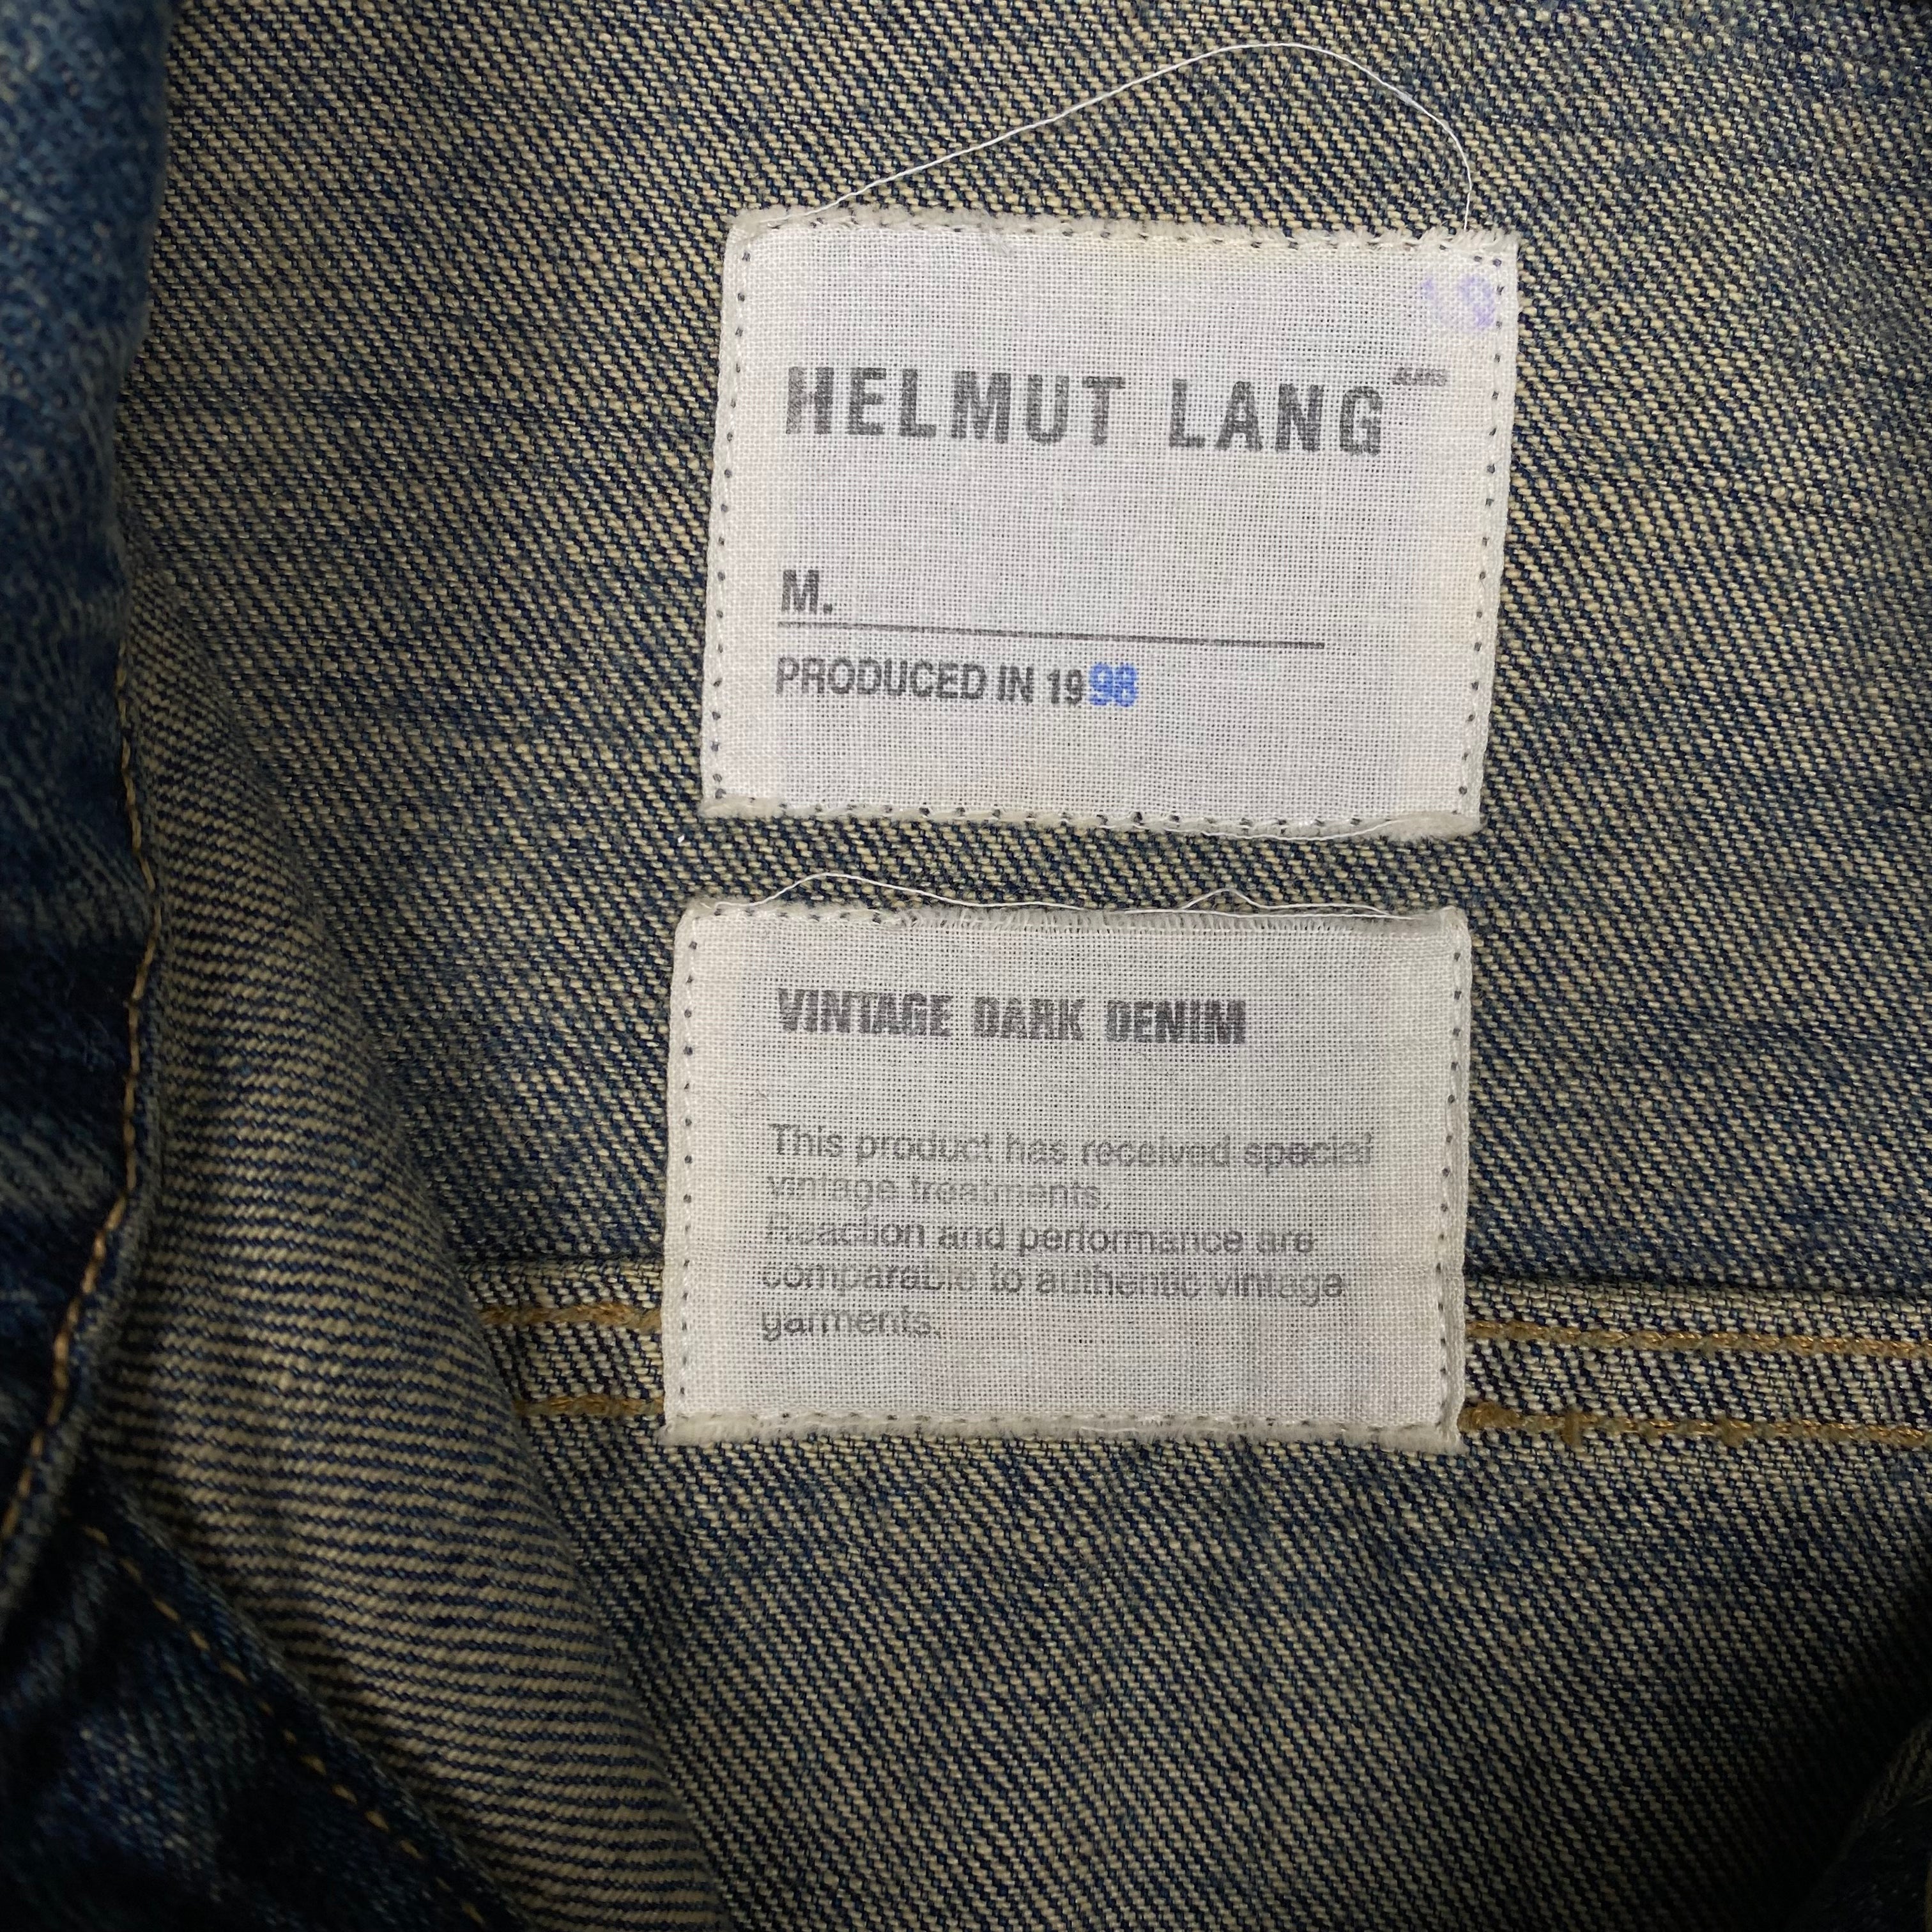 HELMUT LANG JEANS
M.
PRODUCED IN 1998
VINTAGE DARK DENIM
This product has received special
vintage treatments.
Reaction and performance are
comparable to authentic vintage
garments.